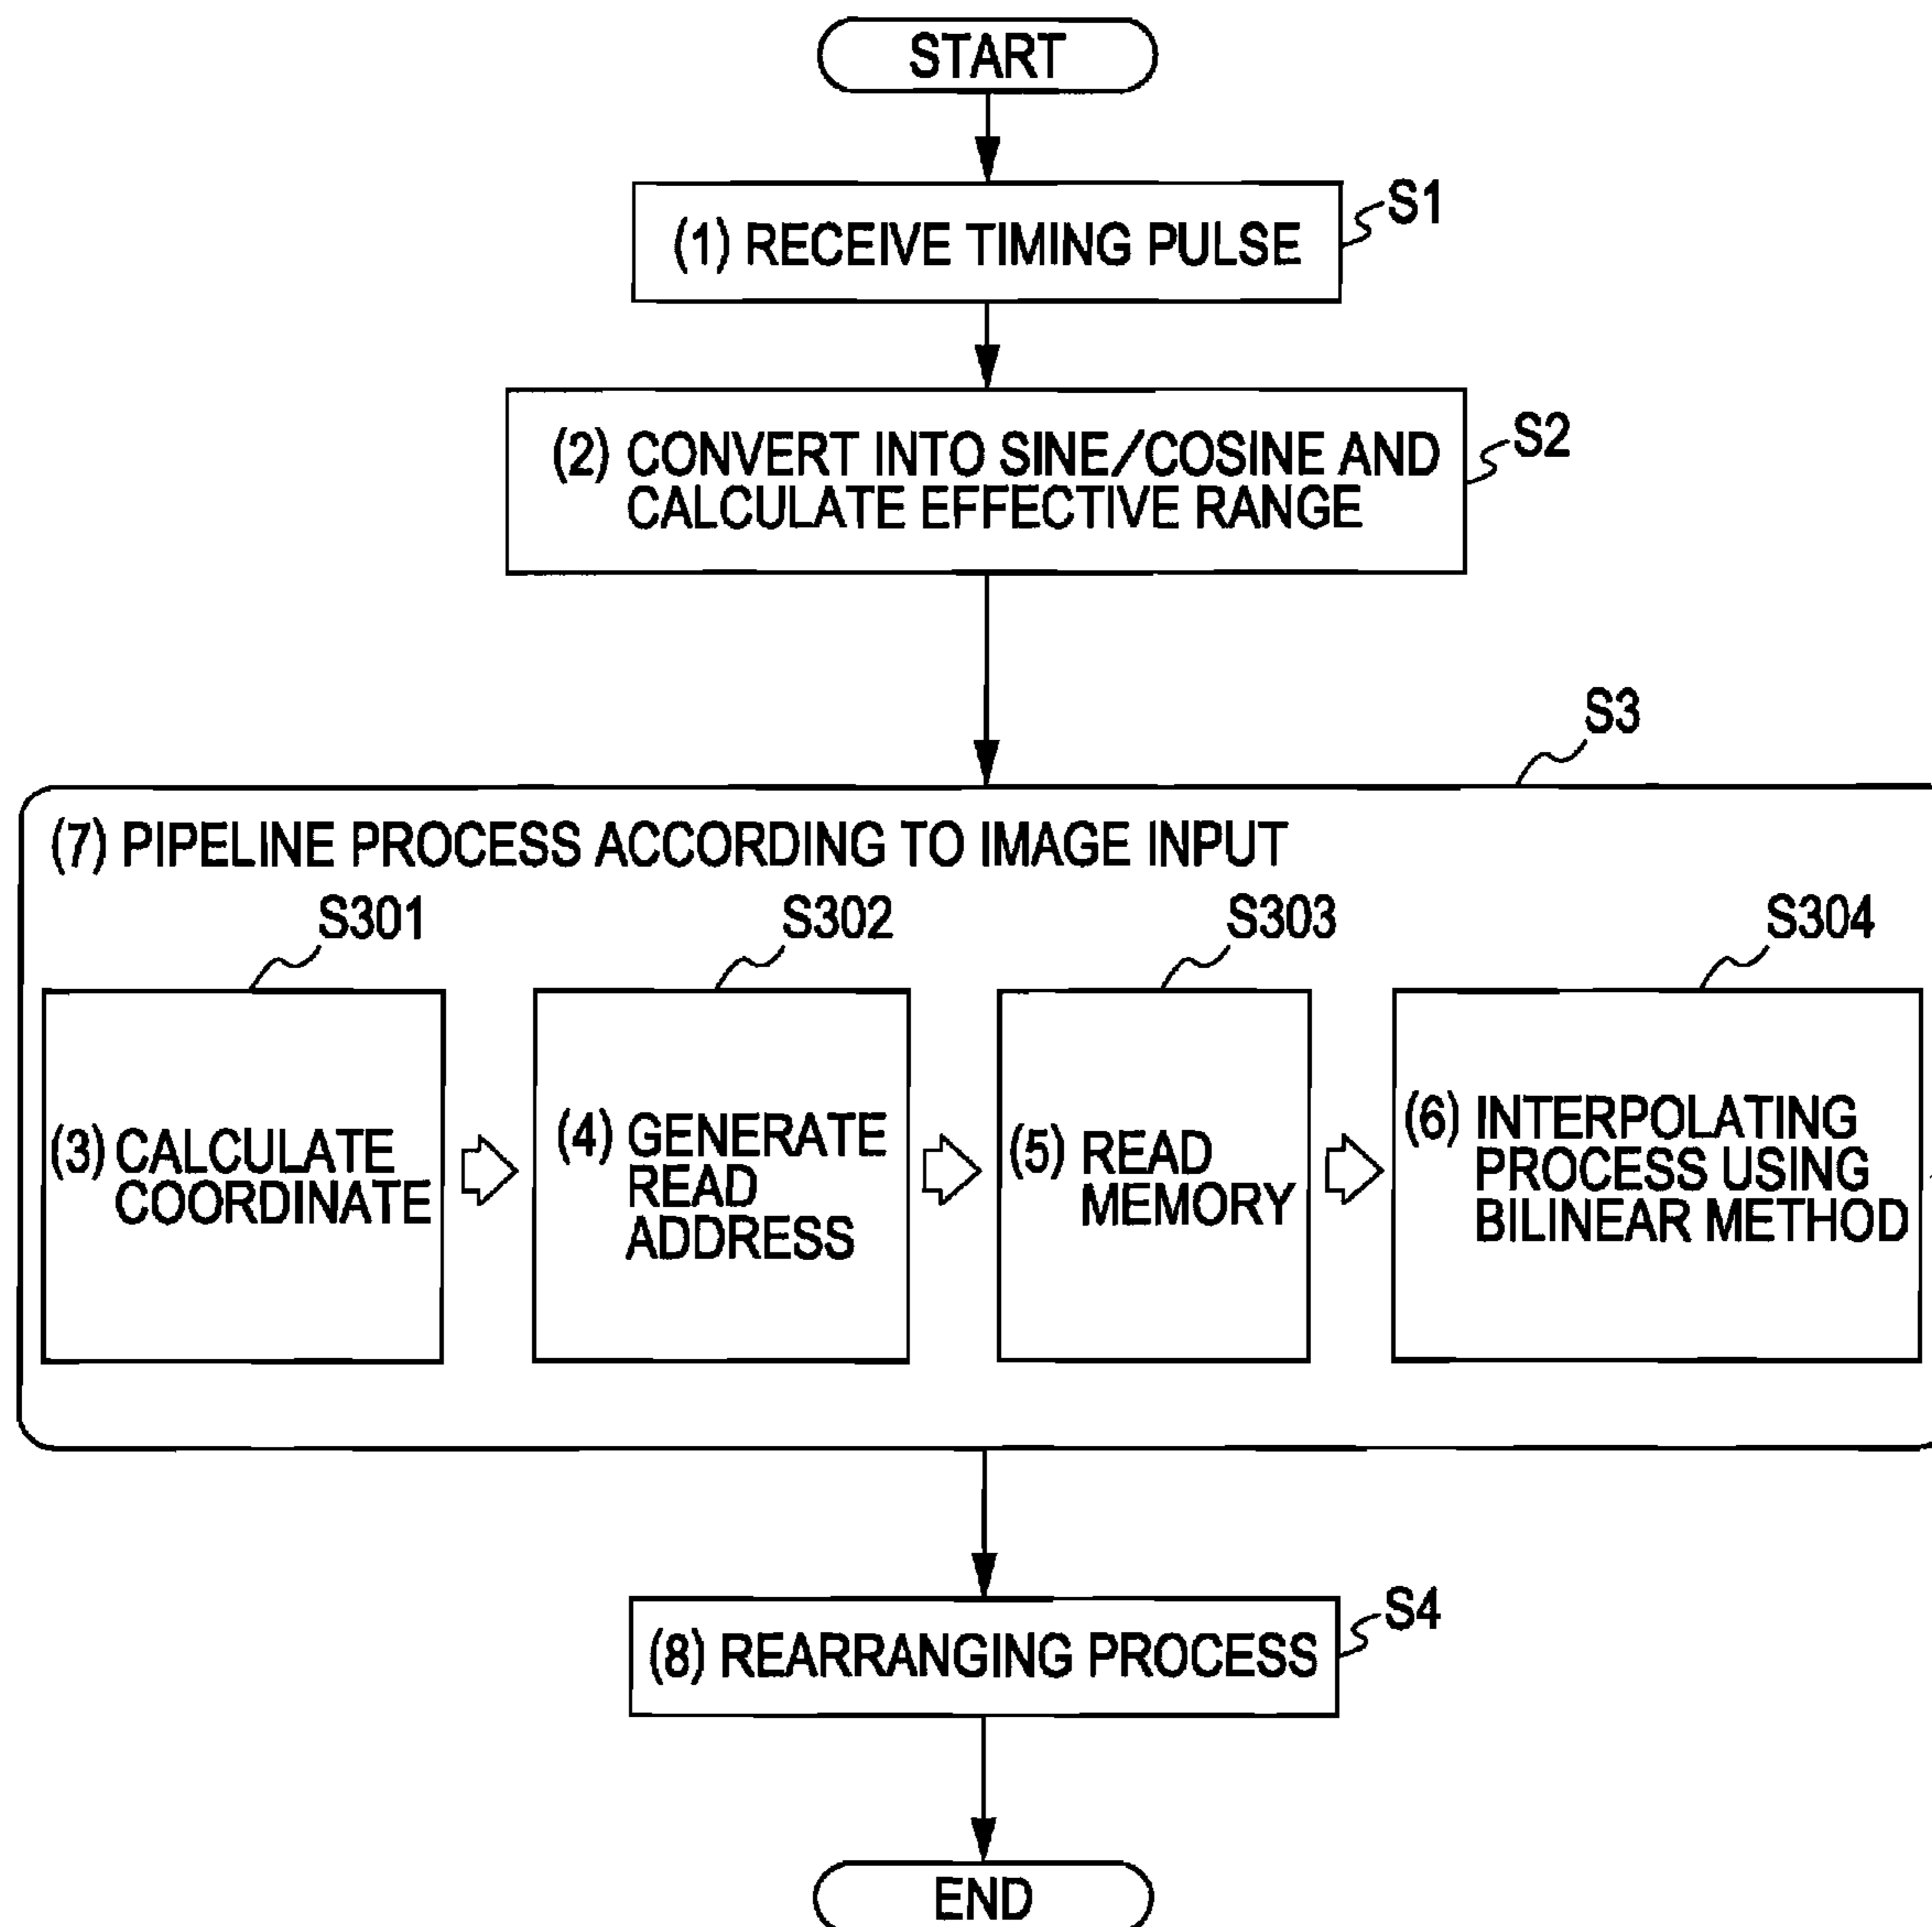 START
(1) RECEIVE TIMING PULSE
S1
(2) CONVERT INTO SINE/COSINE AND
CALCULATE EFFECTIVE RANGE
S2
S3
(7) PIPELINE PROCESS ACCORDING TO IMAGE INPUT
S301
S302
S303
S304
(3) CALCULATE
COORDINATE
(4) GENERATE
READ
ADDRESS
(5) READ
MEMORY
(6) INTERPOLATING
PROCESS USING
BILINEAR METHOD
(8) REARRANGING PROCESS
S4
END